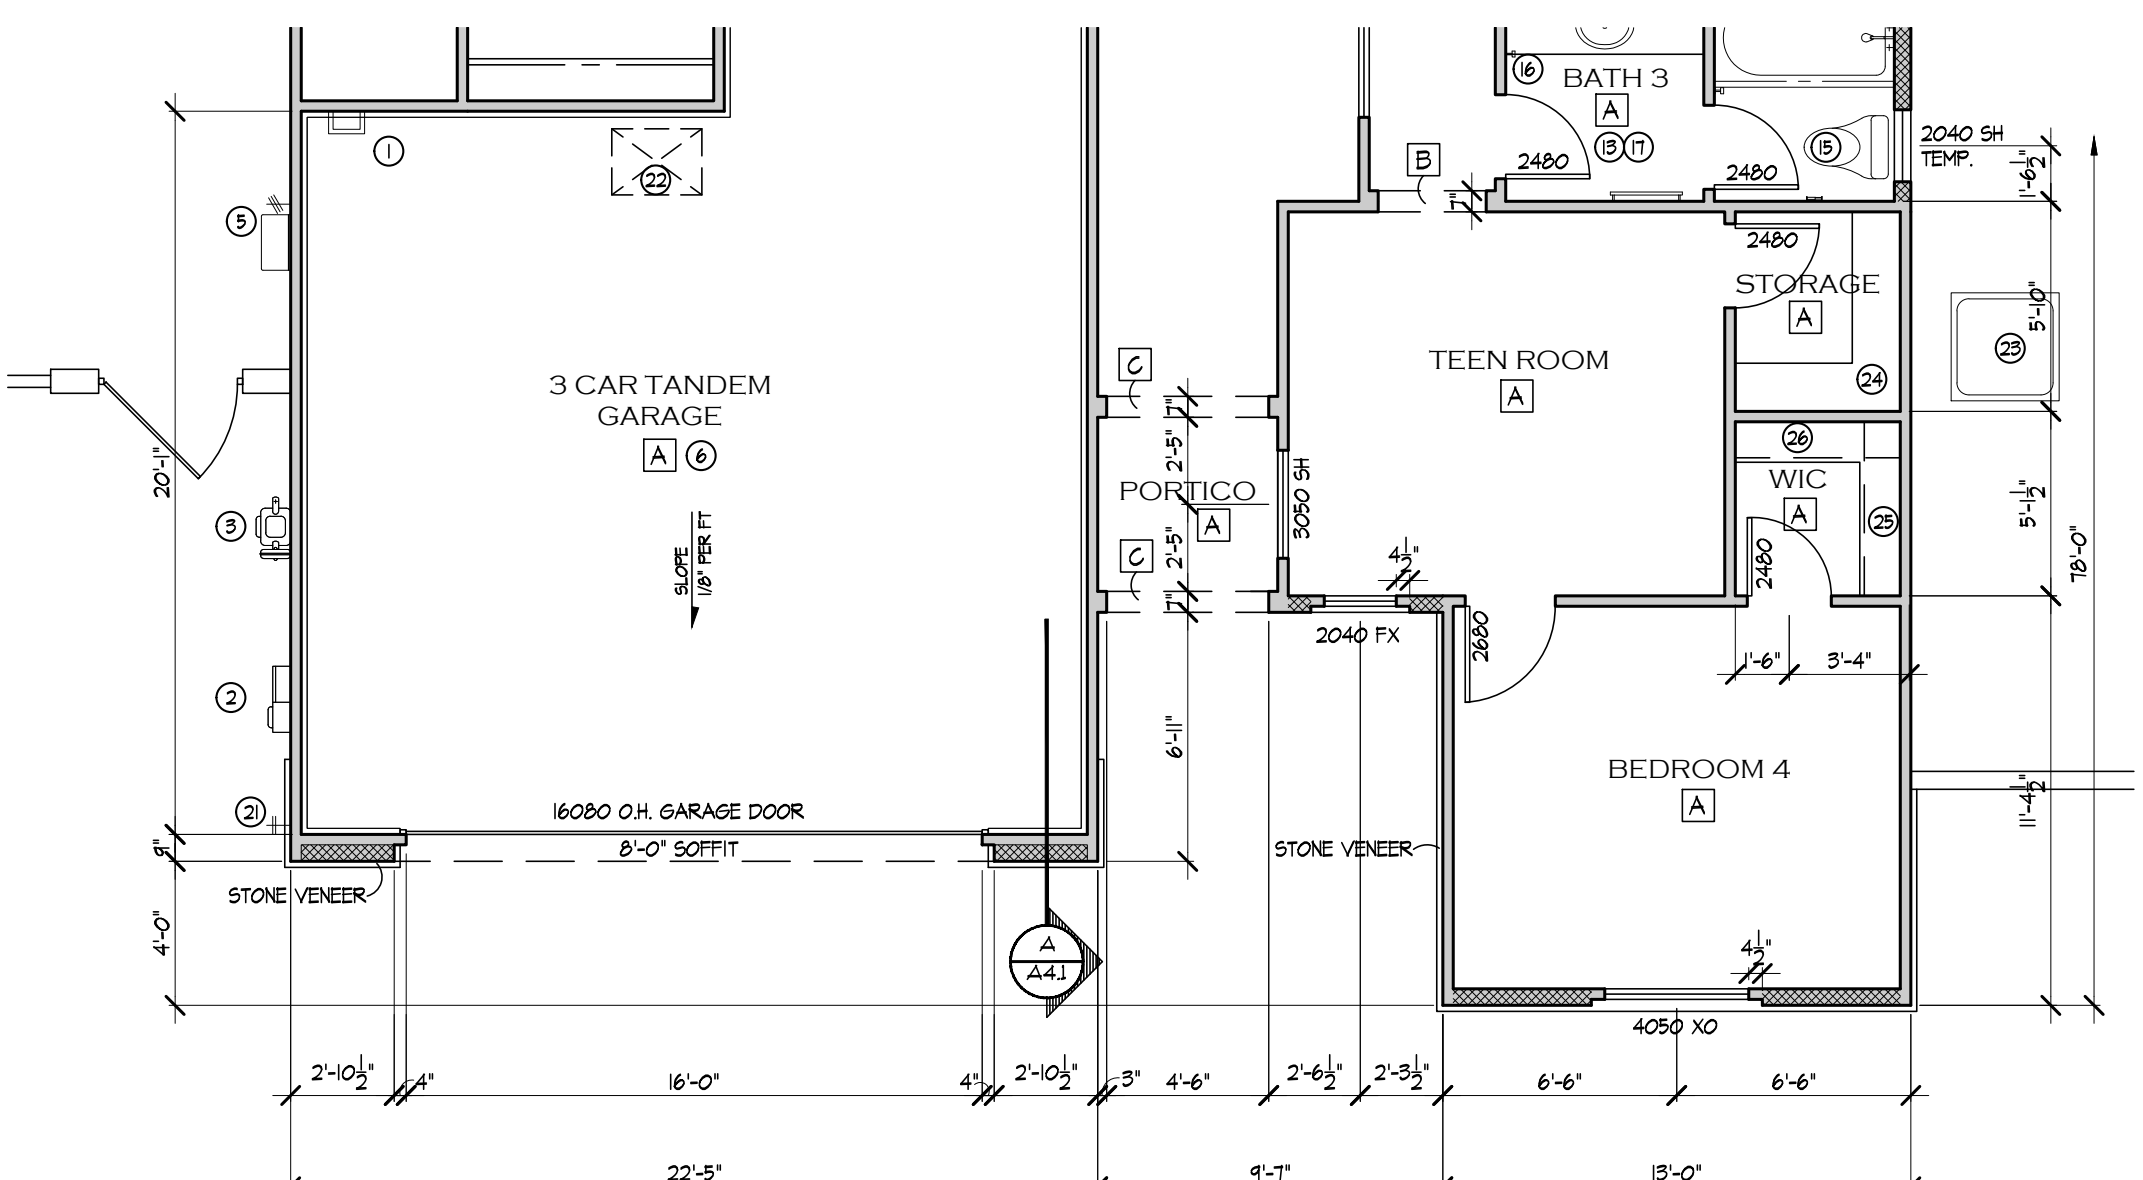 16
BATH 3
A
13 17
15
2480
2480
2040 SH
TEMP.
1'-6 1/2"
1
22
B
7"
5
2480
STORAGE
A
24
5'-10"
23
3 CAR TANDEM
GARAGE
A 6
20'-1"
C
7"
2'-5"
PORTICO
A
2'-5"
C
7"
TEEN ROOM
A
3050 SH
26
WIC
A
25
2480
5'-1 1/2"
78'-0"
3
SLOPE
1/8" PER FT
4 1/2"
2040 FX
2680
1'-6"
3'-4"
2
6'-11"
BEDROOM 4
A
11'-4 1/2"
21
16080 O.H. GARAGE DOOR
8'-0" SOFFIT
9"
STONE VENEER
STONE VENEER
4'-0"
A
A4.1
4 1/2"
4050 XO
2'-10 1/2"
4"
16'-0"
4"
2'-10 1/2"
3"
4'-6"
2'-6 1/2"
2'-3 1/2"
6'-6"
6'-6"
22'-5"
9'-7"
13'-0"